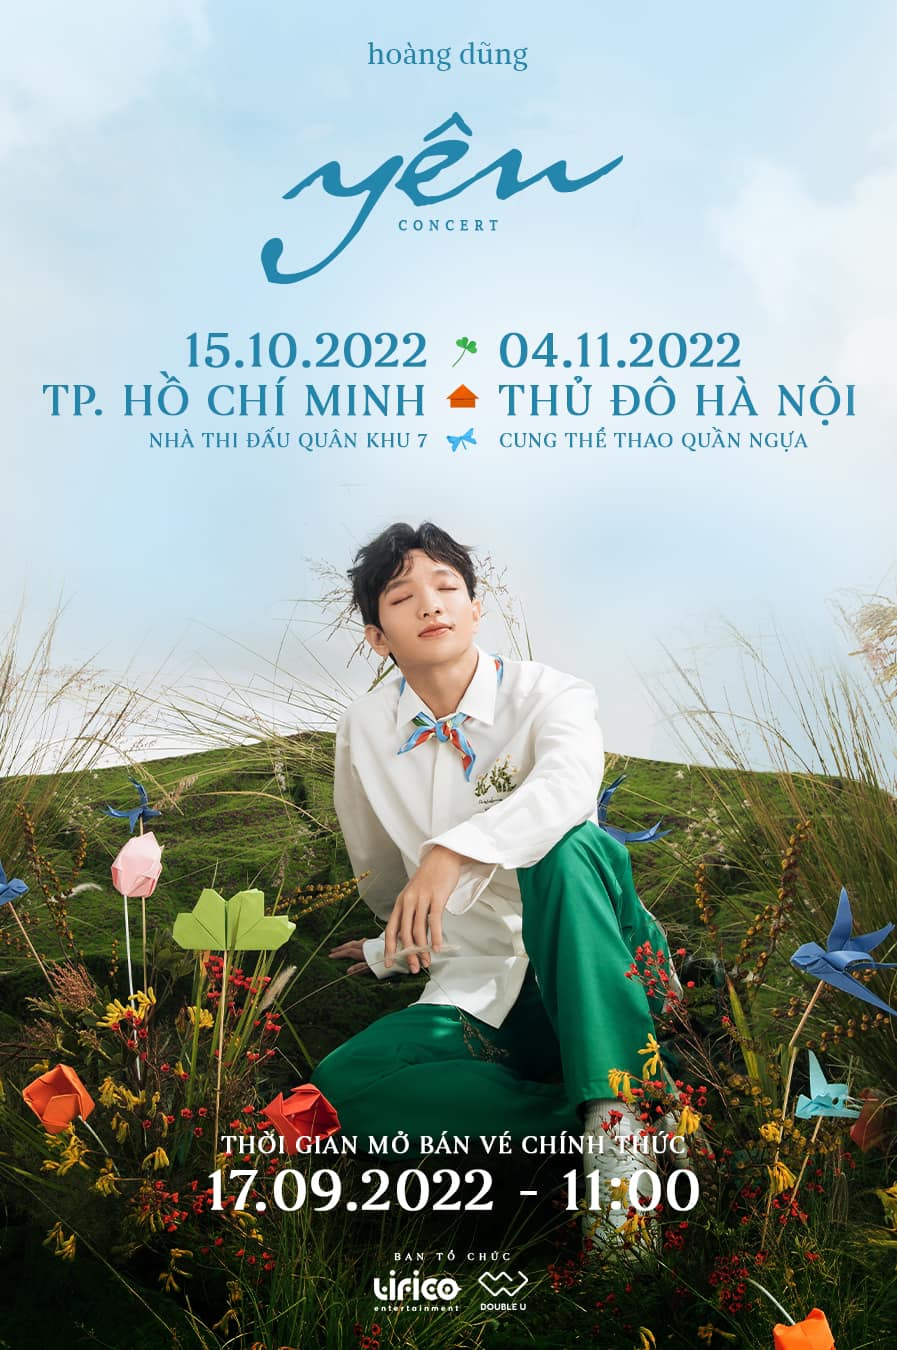 hoàng dũng
yên
CONCERT
15.10.2022 04.11.2022
TP. HỒ CHÍ MINH THỦ ĐÔ HÀ NỘI
NHÀ THI ĐẤU QUÂN KHU 7 CUNG THỂ THAO QUẦN NGỰA
THỜI GIAN MỞ BÁN VÉ CHÍNH THỨC
17.09.2022 - 11:00
BAN TỔ CHỨC
Lirico
entertainment
DOUBLE U